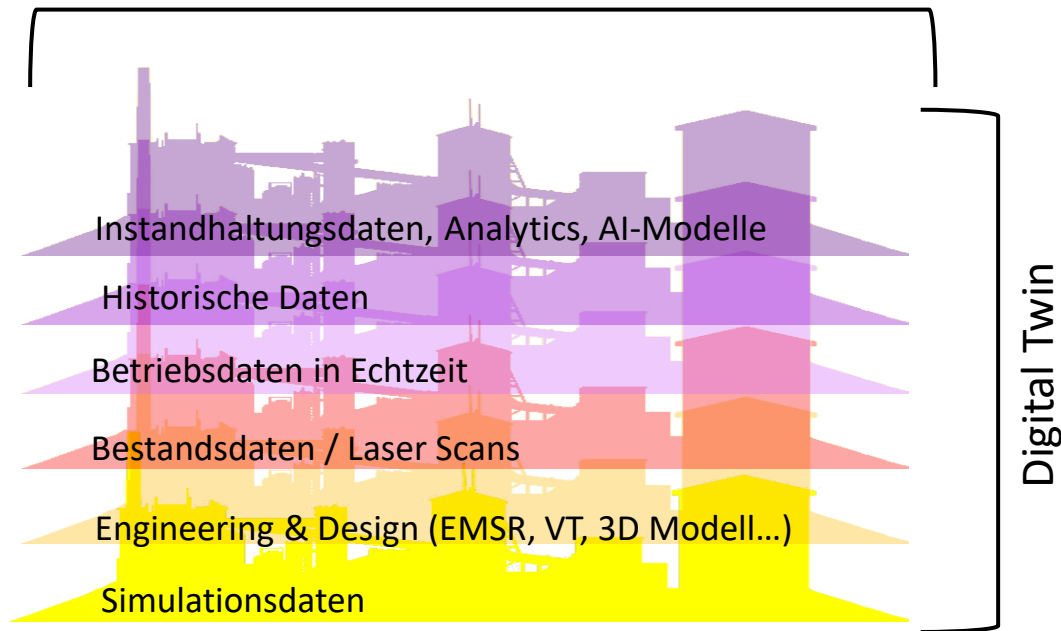 Instandhaltungsdaten, Analytics, AI-Modelle
Historische Daten
Betriebsdaten in Echtzeit
Bestandsdaten / Laser Scans
Engineering & Design (EMSR, VT, 3D Modell…)
Simulationsdaten
Digital Twin